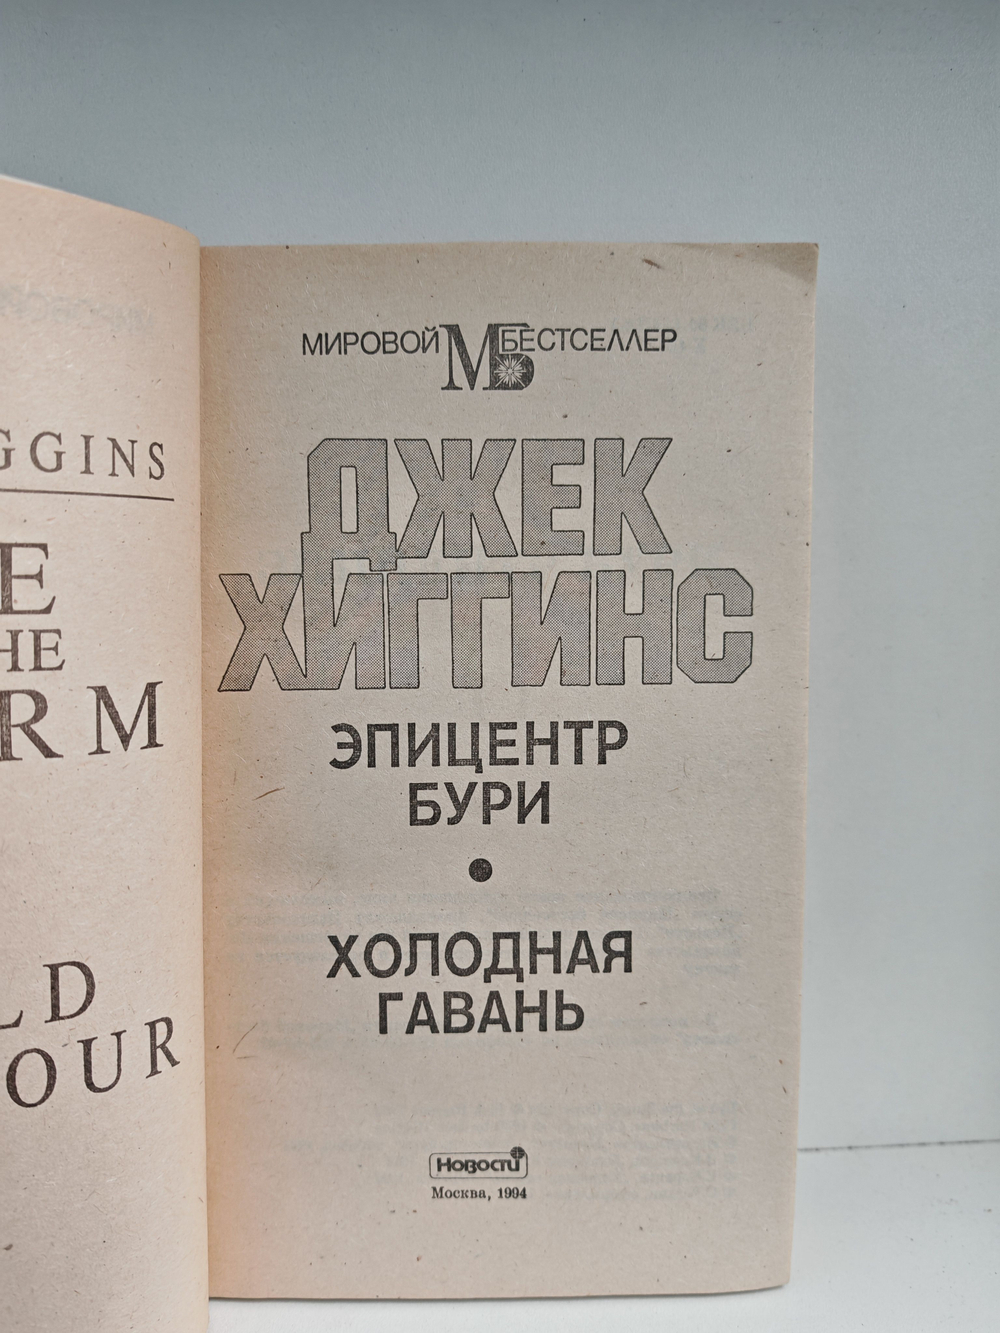 GGINS
E
HE
RM
LD
OUR
МИРОВОЙ МБ БЕСТСЕЛЛЕР
ДЖЕК
ХИГГИНС
ЭПИЦЕНТР
БУРИ
ХОЛОДНАЯ
ГАВАНЬ
Новости
Москва, 1994